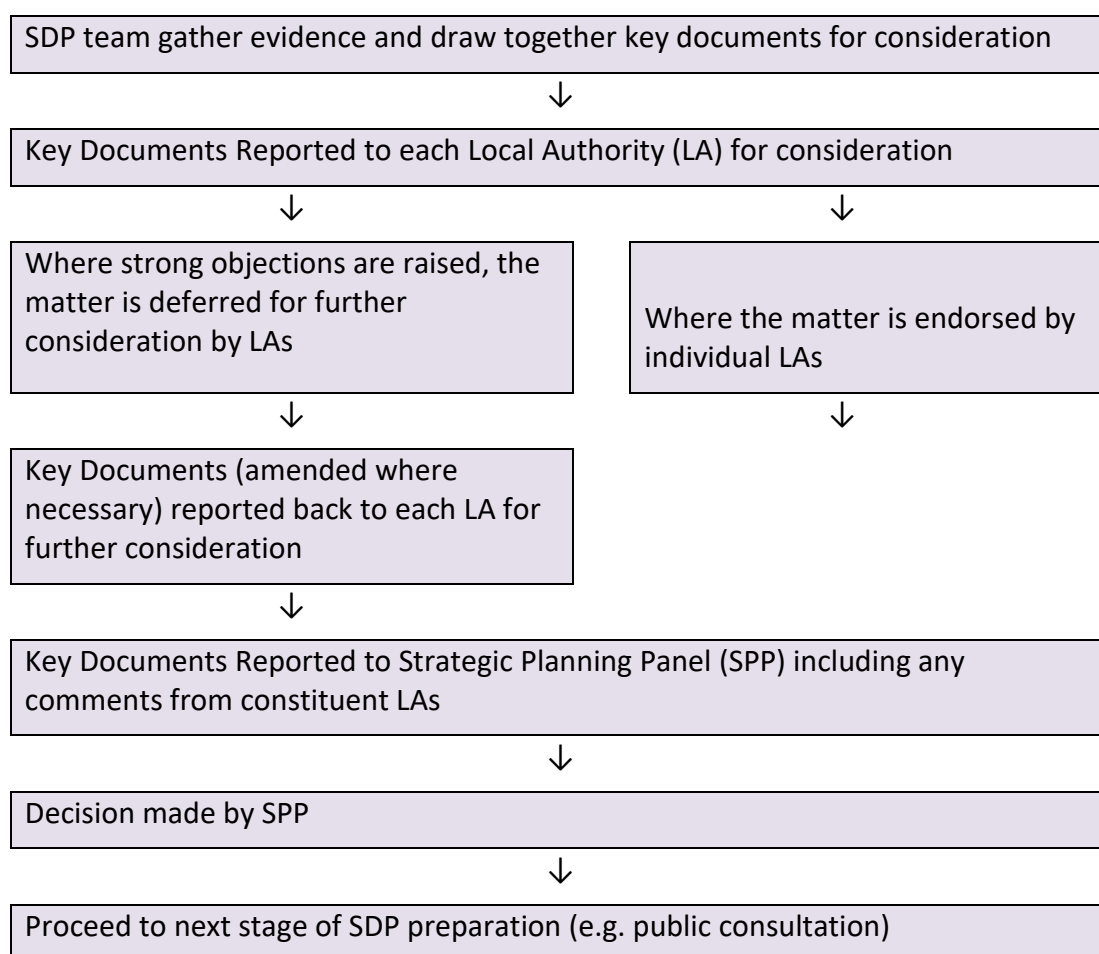 SDP team gather evidence and draw together key documents for consideration
↓
Key Documents Reported to each Local Authority (LA) for consideration
↓ ↓
Where strong objections are raised, the
matter is deferred for further
consideration by LAs
Where the matter is endorsed by
individual LAs
↓ ↓
Key Documents (amended where
necessary) reported back to each LA for
further consideration
↓
Key Documents Reported to Strategic Planning Panel (SPP) including any
comments from constituent LAs
↓
Decision made by SPP
↓
Proceed to next stage of SDP preparation (e.g. public consultation)